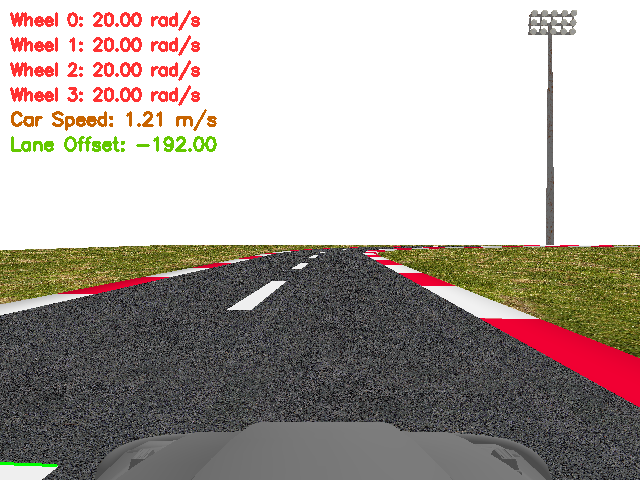 Wheel 0: 20.00 rad/s
Wheel 1: 20.00 rad/s
Wheel 2: 20.00 rad/s
Wheel 3: 20.00 rad/s
Car Speed: 1.21 m/s
Lane Offset: -192.00